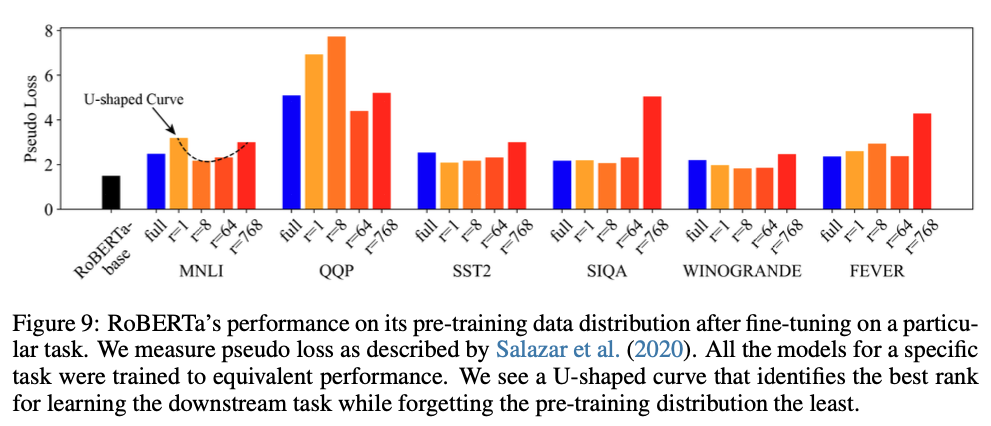 8
6
4
2
0
Pseudo Loss
U-shaped Curve
RoBERTa-
base
full
r=1
r=8
r=64
r=768
MNLI
full
r=1
r=8
r=64
r=768
QQP
full
r=1
r=8
r=64
r=768
SST2
full
r=1
r=8
r=64
r=768
SIQA
full
r=1
r=8
r=64
r=768
WINOGRANDE
full
r=1
r=8
r=64
r=768
FEVER
Figure 9: RoBERTa's performance on its pre-training data distribution after fine-tuning on a particu-
lar task. We measure pseudo loss as described by Salazar et al. (2020). All the models for a specific
task were trained to equivalent performance. We see a U-shaped curve that identifies the best rank
for learning the downstream task while forgetting the pre-training distribution the least.